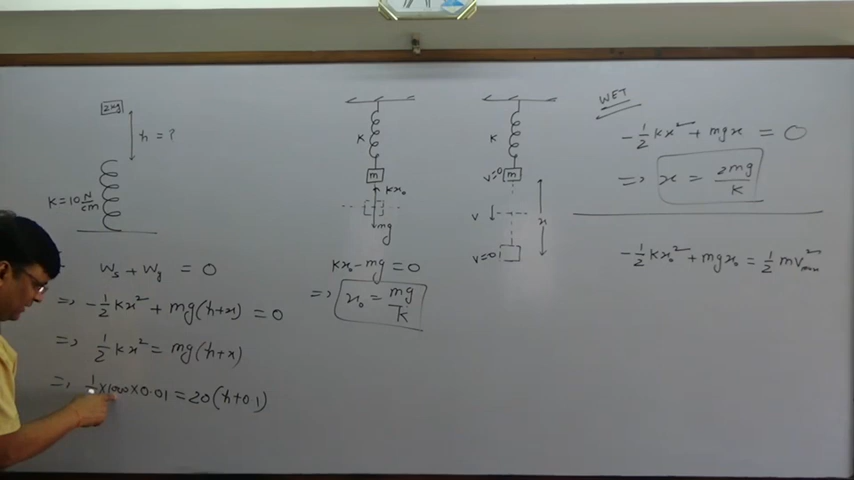 2kg
h = ?
K = 10 N/cm
Ws + Wg = 0
=> -1/2 kx² + mg(h+x) = 0
=> 1/2 kx² = mg(h+x)
=> 1/2 × 1000 × 0.01 = 20(h+0.1)
K
m
kx₀
mg
kx₀ - mg = 0
=> x₀ = mg/k
K
v=0
m
v
x
v=0
WET
-1/2 kx² + mgx = 0
=> x = 2mg/k
-1/2 kx₀² + mgx₀ = 1/2 mv²max